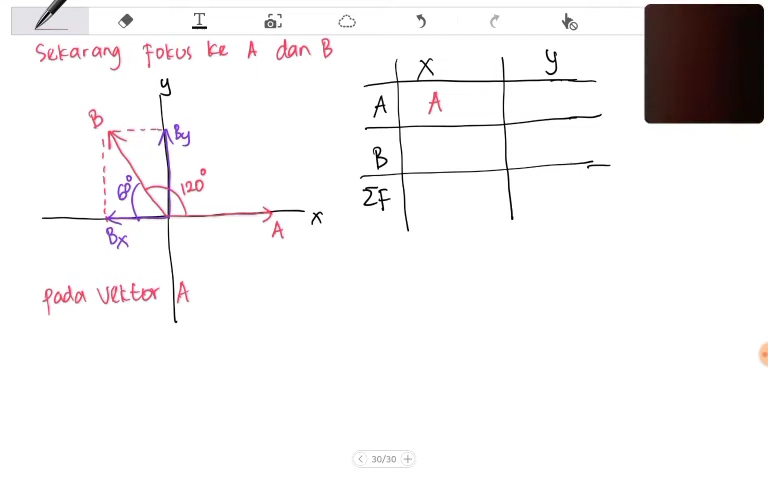 Sekarang fokus ke A dan B
x y
A A
B
ΣF
y
B
By
60°
120°
x
A
Bx
pada vektor A
30/30